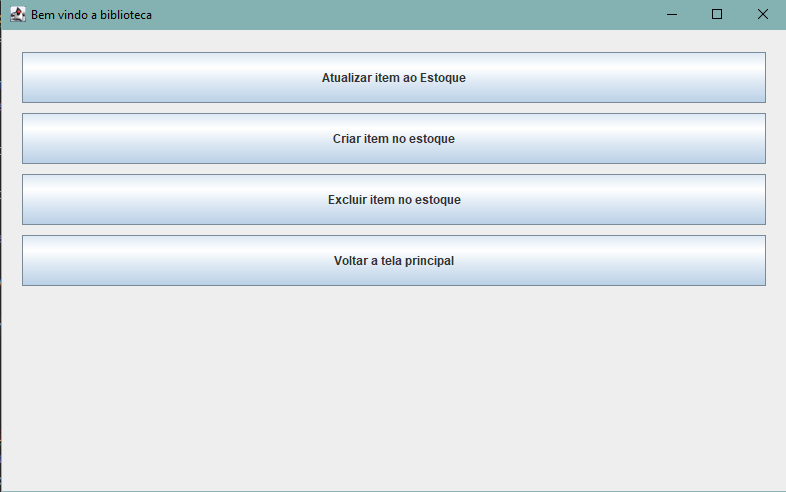 Bem vindo a biblioteca
Atualizar item ao Estoque
Criar item no estoque
Excluir item no estoque
Voltar a tela principal